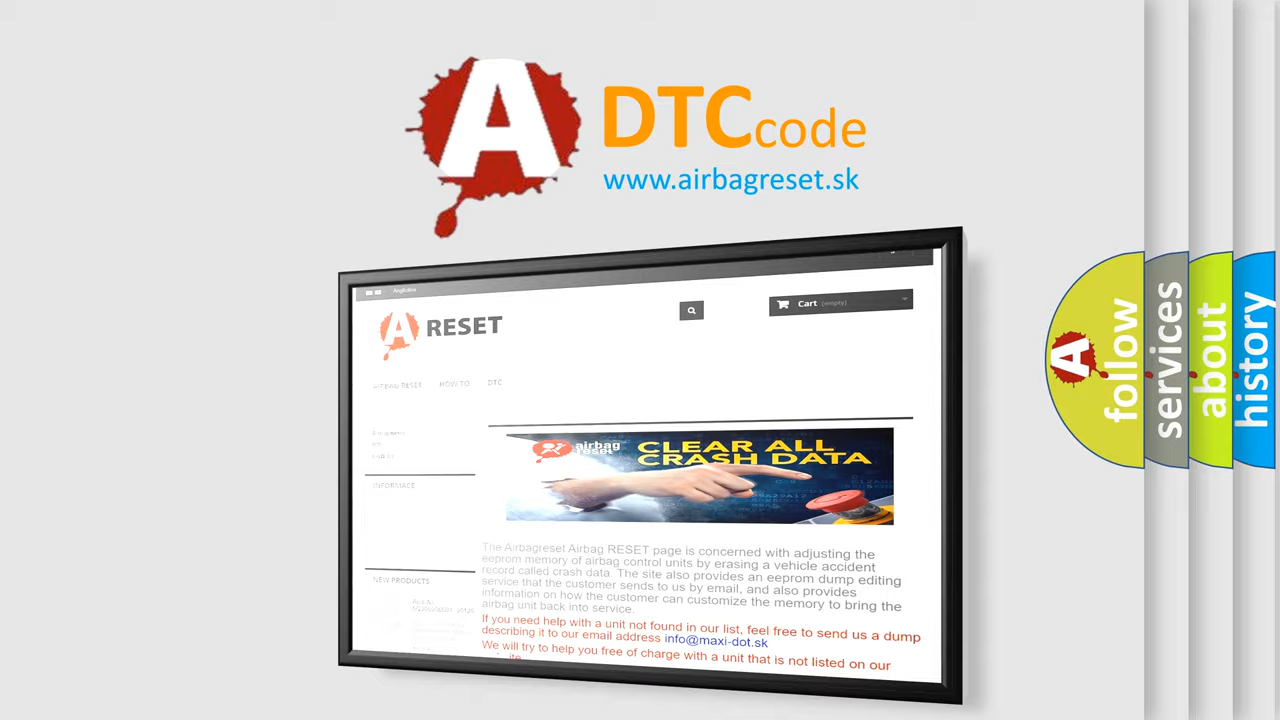 A
DTCcode
www.airbagreset.sk
Angličtina
A RESET
Cart (empty)
AIRBAG RESET HOW TO DTC
INFORMACE
airbag
reset
CLEAR ALL
CRASH DATA
The Airbagreset Airbag RESET page is concerned with adjusting the
eeprom memory of airbag control units by erasing a vehicle accident
record called crash data. The site also provides an eeprom dump editing
service that the customer sends to us by email, and also provides
information on how the customer can customize the memory to bring the
airbag unit back into service.
If you need help with a unit not found in our list, feel free to send us a dump
describing it to our email address info@maxi-dot.sk
We will try to help you free of charge with a unit that is not listed on our
NEW PRODUCTS
A follow
services
about
history